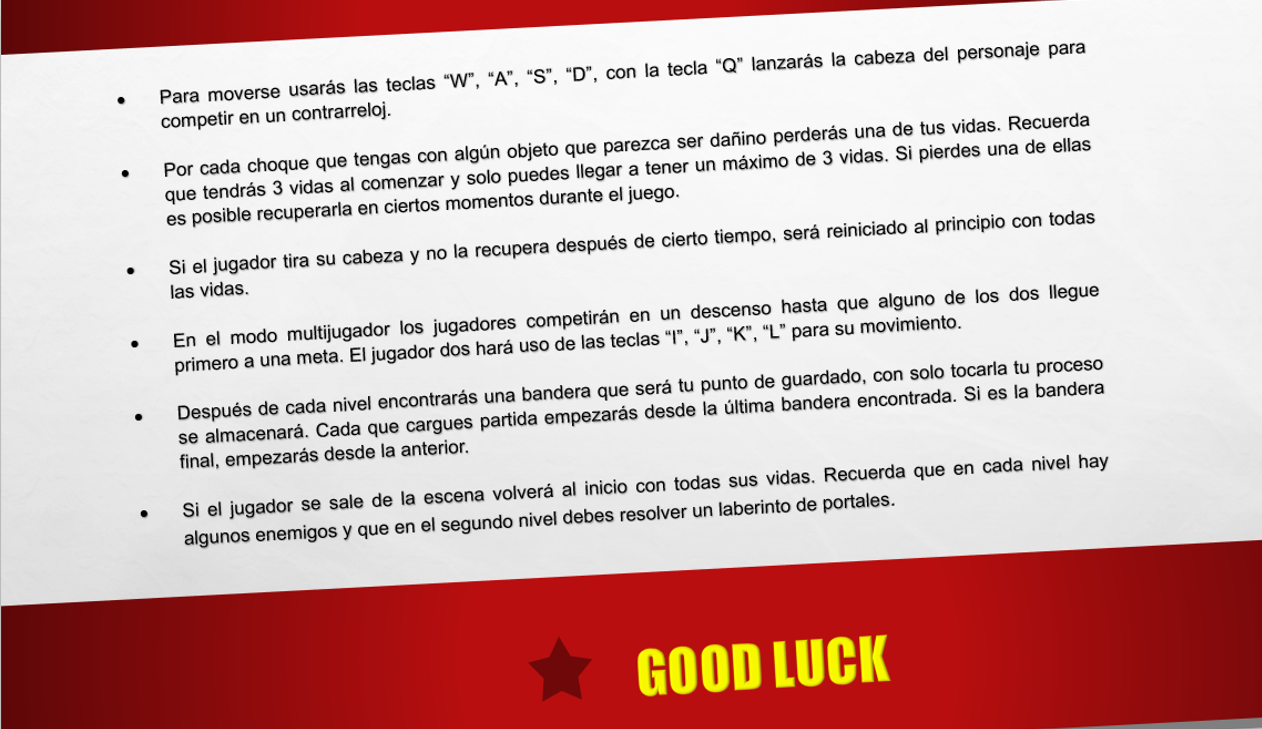 • Para moverse usarás las teclas “W”, “A”, “S”, “D”, con la tecla “Q” lanzarás la cabeza del personaje para
competir en un contrarreloj.
• Por cada choque que tengas con algún objeto que parezca ser dañino perderás una de tus vidas. Recuerda
que tendrás 3 vidas al comenzar y solo puedes llegar a tener un máximo de 3 vidas. Si pierdes una de ellas
es posible recuperarla en ciertos momentos durante el juego.
• Si el jugador tira su cabeza y no la recupera después de cierto tiempo, será reiniciado al principio con todas
las vidas.
• En el modo multijugador los jugadores competirán en un descenso hasta que alguno de los dos llegue
primero a una meta. El jugador dos hará uso de las teclas “I”, “J”, “K”, “L” para su movimiento.
• Después de cada nivel encontrarás una bandera que será tu punto de guardado, con solo tocarla tu proceso
se almacenará. Cada que cargues partida empezarás desde la última bandera encontrada. Si es la bandera
final, empezarás desde la anterior.
• Si el jugador se sale de la escena volverá al inicio con todas sus vidas. Recuerda que en cada nivel hay
algunos enemigos y que en el segundo nivel debes resolver un laberinto de portales.
GOOD LUCK